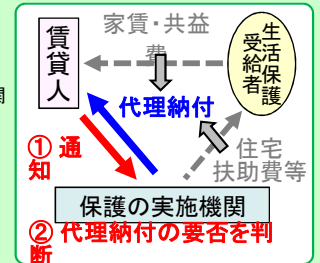 家賃・共益
費
賃貸人
生活保護
受給者
関
代理納付
① 通
知
住宅
扶助費等
保護の実施機関
② 代理納付の要否を判
断